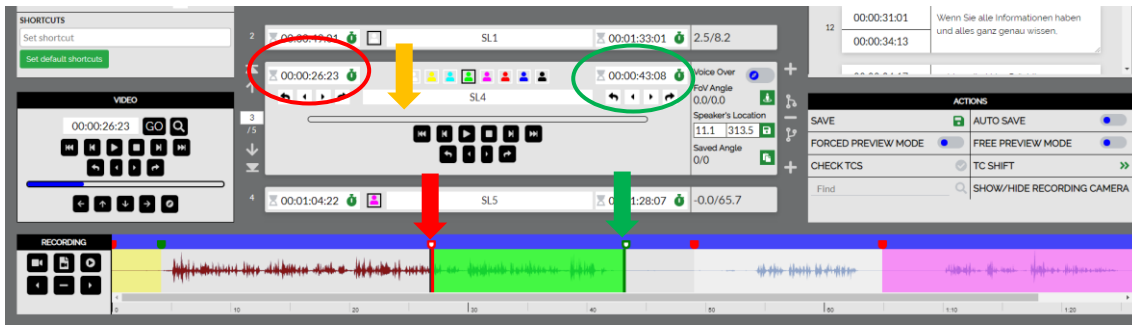 SHORTCUTS
Set shortcut
Set default shortcuts
VIDEO
00:00:26:23 GO
RECORDING
2 00:00:49:01 SL1 00:01:33:01 2.5/8.2
00:00:26:23 00:00:43:08
SL4
3
/5
Voice Over
FoV Angle
0.0/0.0
Speaker's Location
11.1 313.5
Saved Angle
0/0
4 00:01:04:22 SL5 00:01:28:07 -0.0/65.7
12 00:00:31:01 Wenn Sie alle Informationen haben
und alles ganz genau wissen,
00:00:34:13
ACTIONS
SAVE AUTO SAVE
FORCED PREVIEW MODE FREE PREVIEW MODE
CHECK TCS TC SHIFT
Find SHOW/HIDE RECORDING CAMERA
10 20 30 40 50 1:10 1:20